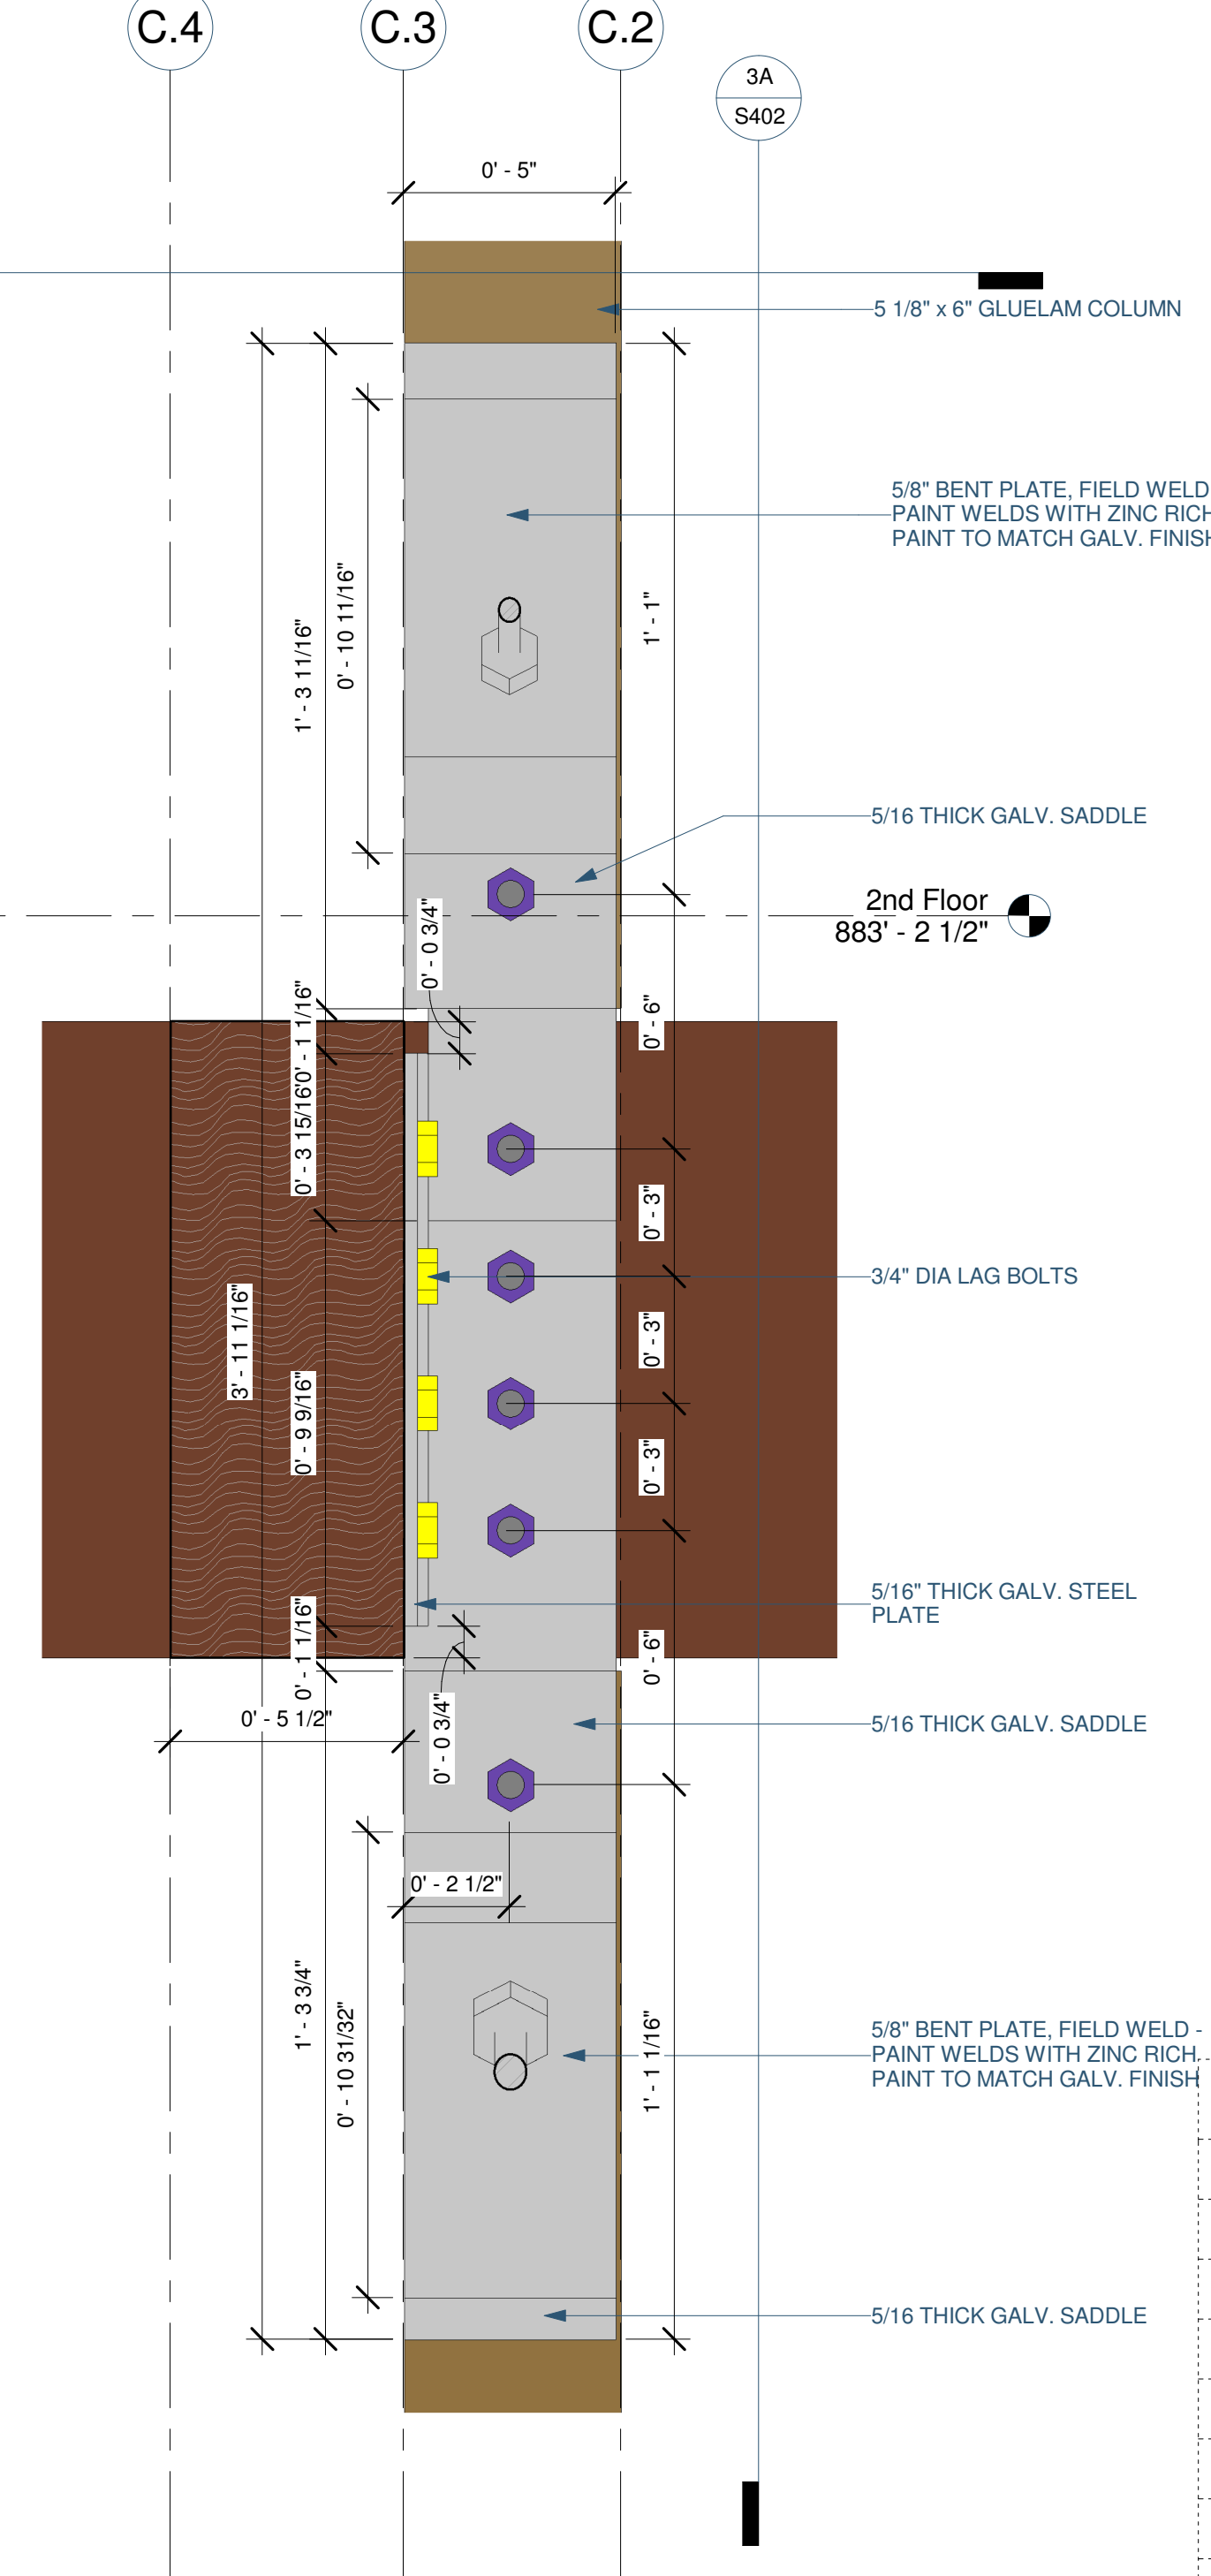 C.4
C.3
C.2
3A
S402
0' - 5"
5 1/8" x 6" GLUELAM COLUMN
5/8" BENT PLATE, FIELD WELD
PAINT WELDS WITH ZINC RICH
PAINT TO MATCH GALV. FINISH
1' - 3 11/16"
0' - 10 11/16"
1' - 1"
5/16 THICK GALV. SADDLE
2nd Floor
883' - 2 1/2"
0' - 0 3/4"
0' - 1 1/16"
0' - 3 15/16"
0' - 6"
0' - 3"
3/4" DIA LAG BOLTS
3' - 11 1/16"
0' - 9 9/16"
0' - 3"
0' - 3"
5/16" THICK GALV. STEEL
PLATE
0' - 1 1/16"
0' - 6"
0' - 5 1/2"
0' - 0 3/4"
5/16 THICK GALV. SADDLE
0' - 2 1/2"
1' - 3 3/4"
0' - 10 31/32"
1' - 1 1/16"
5/8" BENT PLATE, FIELD WELD -
PAINT WELDS WITH ZINC RICH
PAINT TO MATCH GALV. FINISH
5/16 THICK GALV. SADDLE